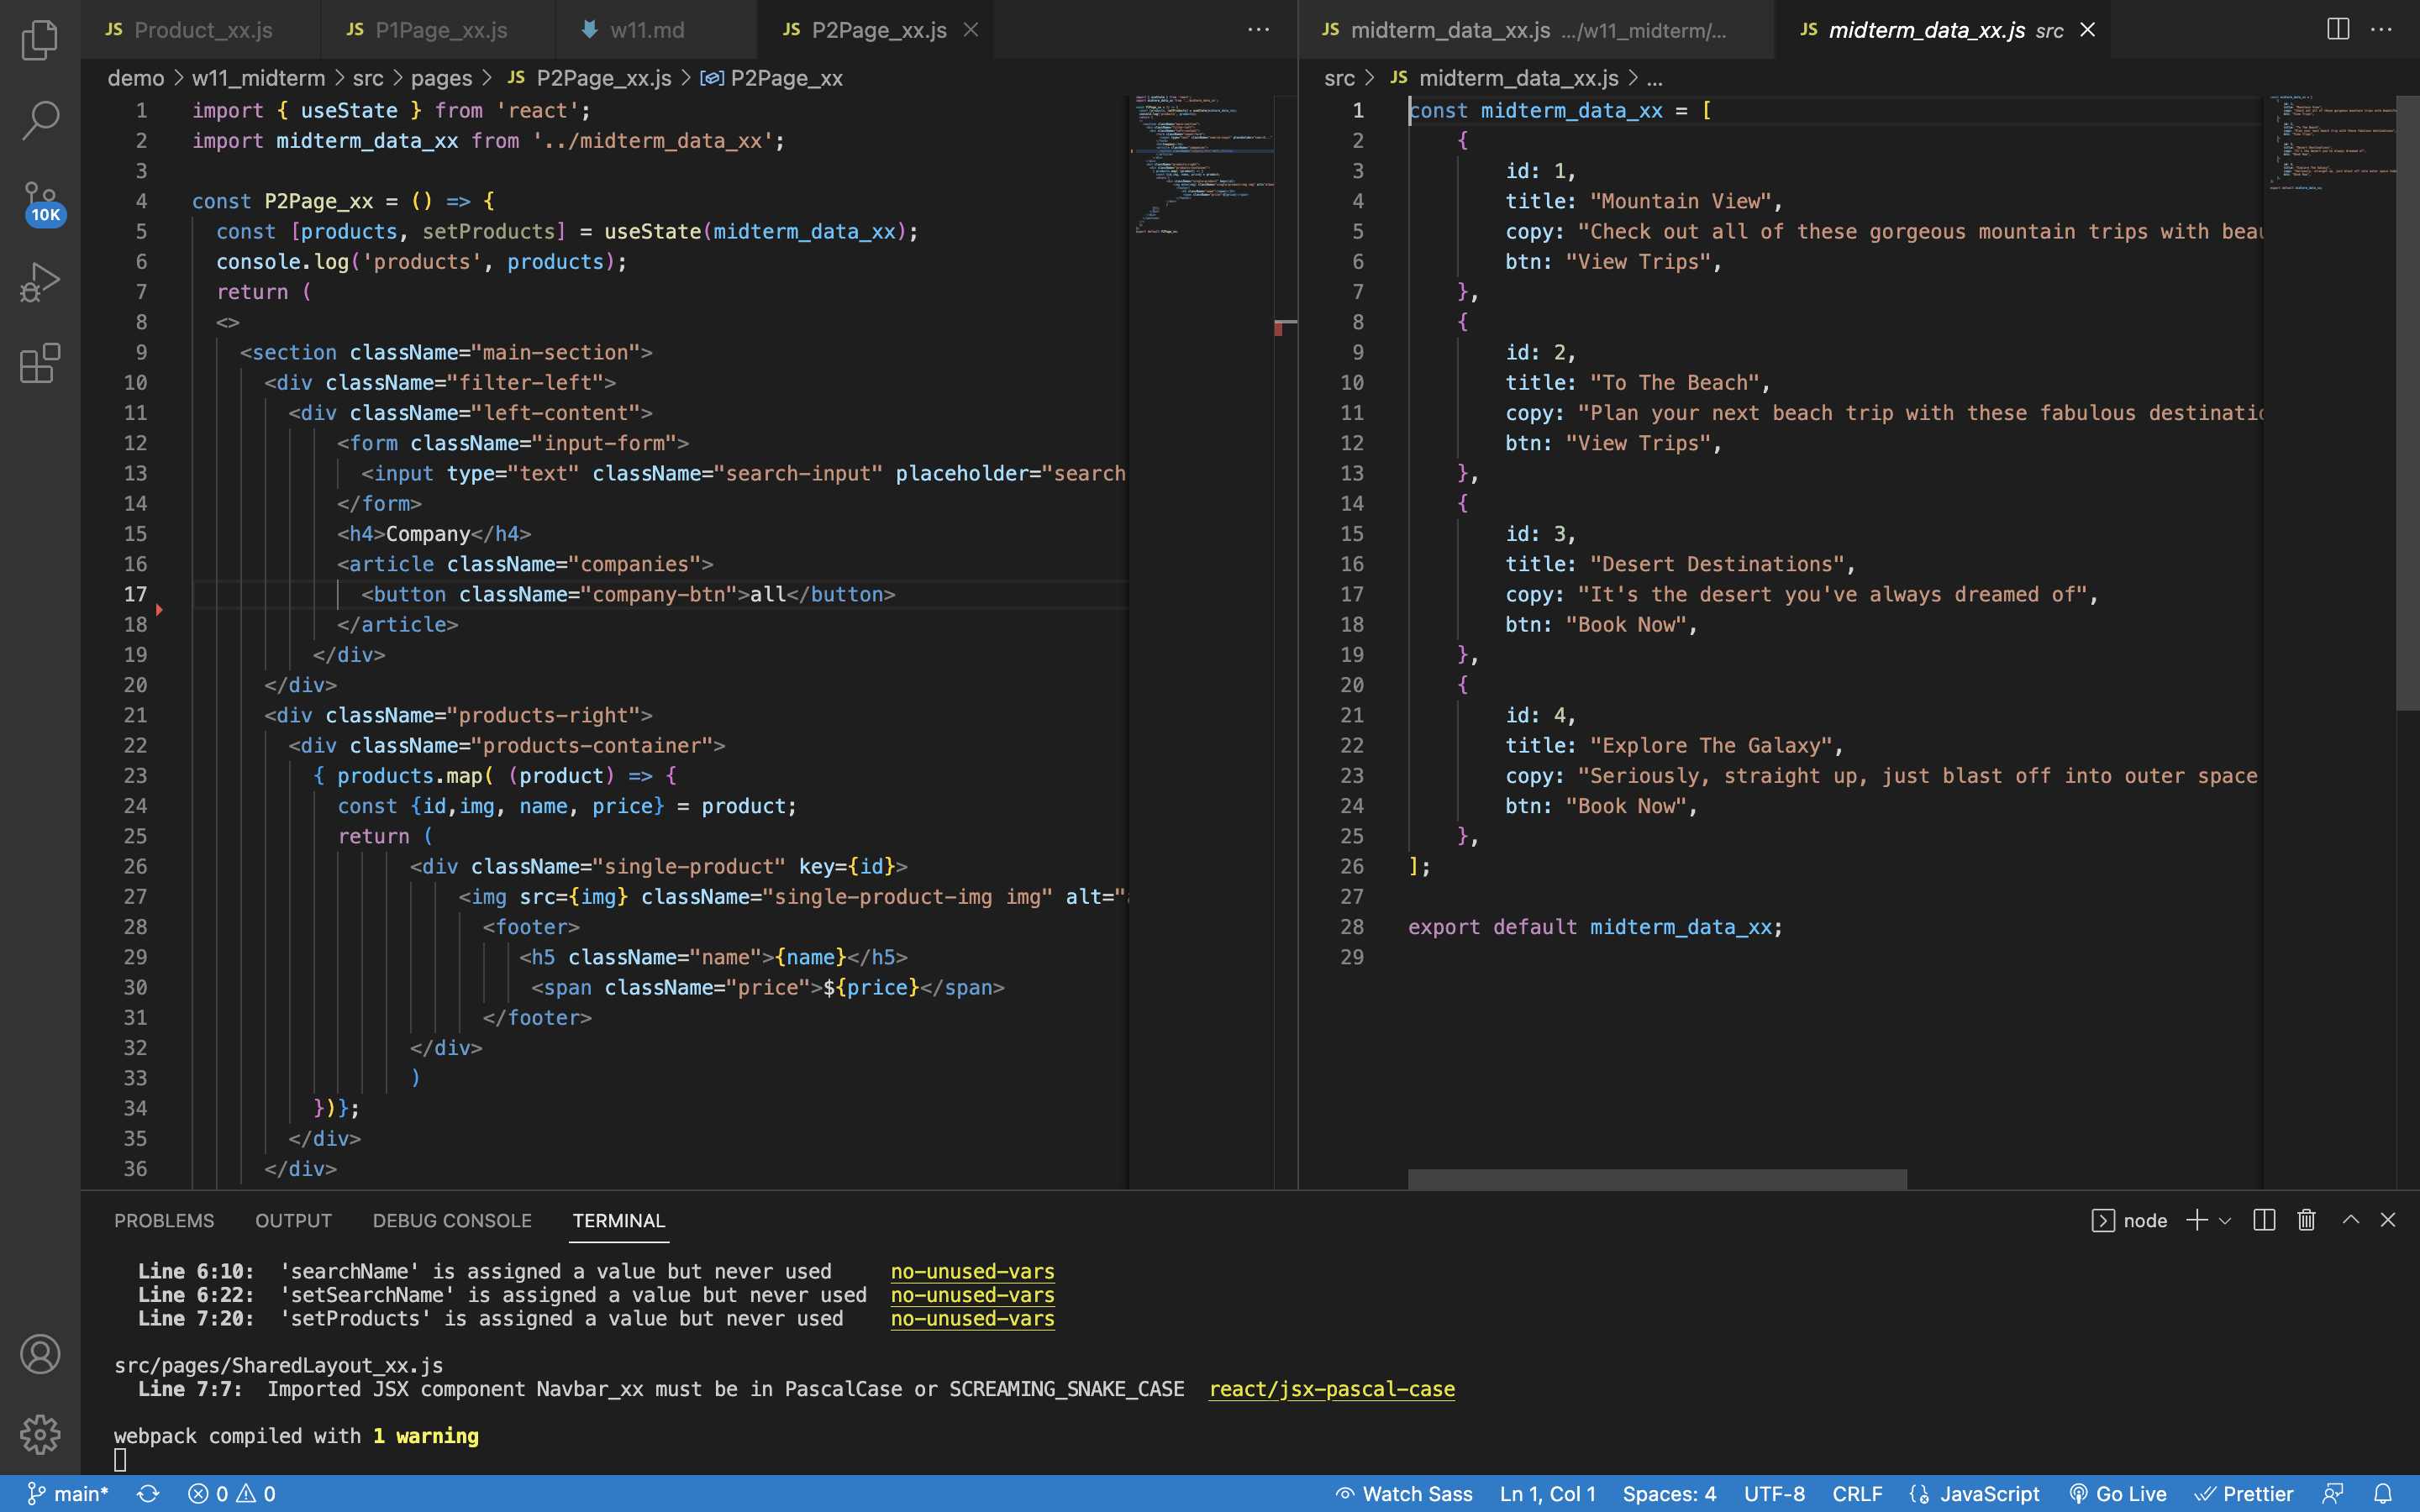 JS Product_xx.js
JS P1Page_xx.js
w11.md
JS P2Page_xx.js
demo > w11_midterm > src > pages > JS P2Page_xx.js > P2Page_xx
1 import { useState } from 'react';
2 import midterm_data_xx from '../midterm_data_xx';
3
4 const P2Page_xx = () => {
5 const [products, setProducts] = useState(midterm_data_xx);
6 console.log('products', products);
7 return (
8 <>
9 <section className="main-section">
10 <div className="filter-left">
11 <div className="left-content">
12 <form className="input-form">
13 <input type="text" className="search-input" placeholder="search
14 </form>
15 <h4>Company</h4>
16 <article className="companies">
17 <button className="company-btn">all</button>
18 </article>
19 </div>
20 </div>
21 <div className="products-right">
22 <div className="products-container">
23 { products.map( (product) => {
24 const {id,img, name, price} = product;
25 return (
26 <div className="single-product" key={id}>
27 <img src={img} className="single-product-img img" alt="
28 <footer>
29 <h5 className="name">{name}</h5>
30 <span className="price">${price}</span>
31 </footer>
32 </div>
33 )
34 })};
35 </div>
36 </div>
JS midterm_data_xx.js .../w11_midterm/...
JS midterm_data_xx.js src
src > JS midterm_data_xx.js > ...
1 const midterm_data_xx = [
2 {
3 id: 1,
4 title: "Mountain View",
5 copy: "Check out all of these gorgeous mountain trips with beau
6 btn: "View Trips",
7 },
8 {
9 id: 2,
10 title: "To The Beach",
11 copy: "Plan your next beach trip with these fabulous destinatio
12 btn: "View Trips",
13 },
14 {
15 id: 3,
16 title: "Desert Destinations",
17 copy: "It's the desert you've always dreamed of",
18 btn: "Book Now",
19 },
20 {
21 id: 4,
22 title: "Explore The Galaxy",
23 copy: "Seriously, straight up, just blast off into outer space
24 btn: "Book Now",
25 },
26 ];
27
28 export default midterm_data_xx;
29
10K
PROBLEMS OUTPUT DEBUG CONSOLE TERMINAL
node
Line 6:10: 'searchName' is assigned a value but never used no-unused-vars
Line 6:22: 'setSearchName' is assigned a value but never used no-unused-vars
Line 7:20: 'setProducts' is assigned a value but never used no-unused-vars
src/pages/SharedLayout_xx.js
Line 7:7: Imported JSX component Navbar_xx must be in PascalCase or SCREAMING_SNAKE_CASE react/jsx-pascal-case
webpack compiled with 1 warning
main* 0 0 Watch Sass Ln 1, Col 1 Spaces: 4 UTF-8 CRLF JavaScript Go Live Prettier